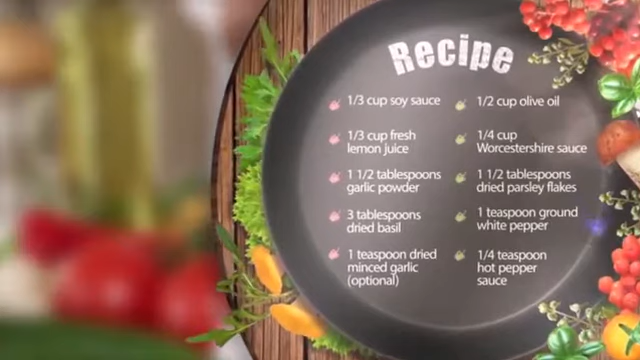 Recipe
1/3 cup soy sauce
1/3 cup fresh
lemon juice
1 1/2 tablespoons
garlic powder
3 tablespoons
dried basil
1 teaspoon dried
minced garlic
(optional)
1/2 cup olive oil
1/4 cup
Worcestershire sauce
1 1/2 tablespoons
dried parsley flakes
1 teaspoon ground
white pepper
1/4 teaspoon
hot pepper
sauce